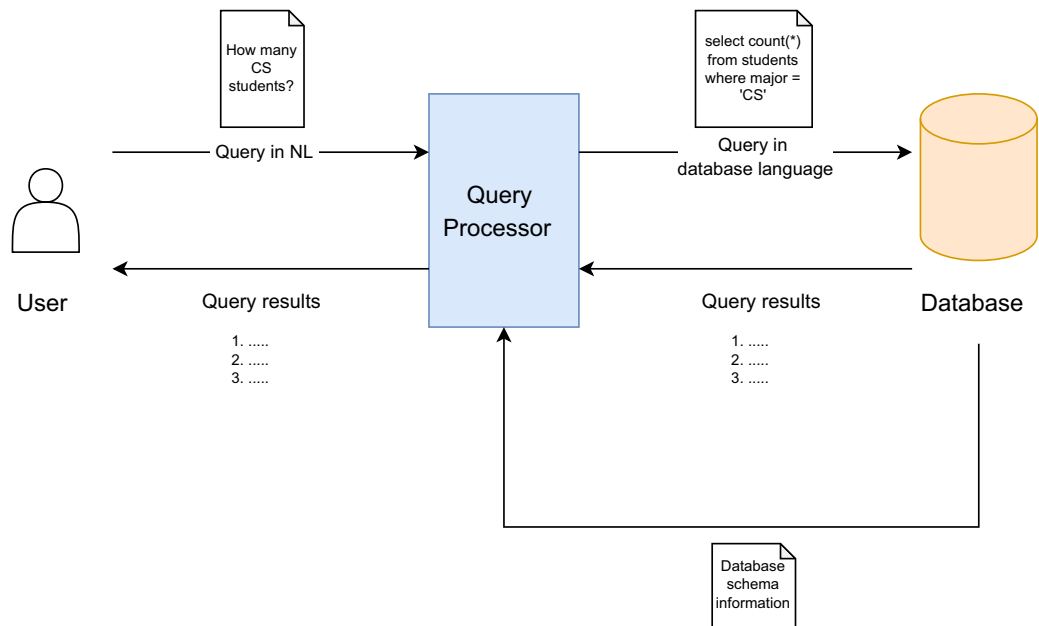 How many
CS
students?
select count(*)
from students
where major =
'CS'
Query in NL
Query in
database language
Query
Processor
User
Query results
1. .....
2. .....
3. .....
Query results
1. .....
2. .....
3. .....
Database
Database
schema
information